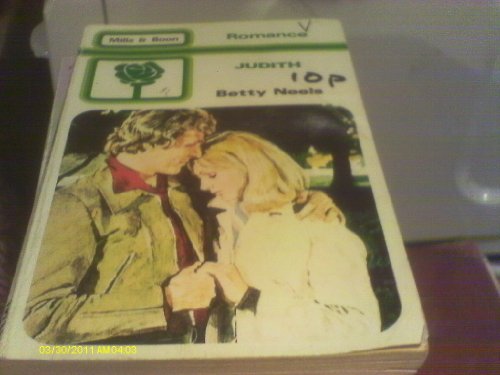 Mills & Boon
Romance V
JUDITH
10p
Betty Neels
03/30/2011 AM 04:03